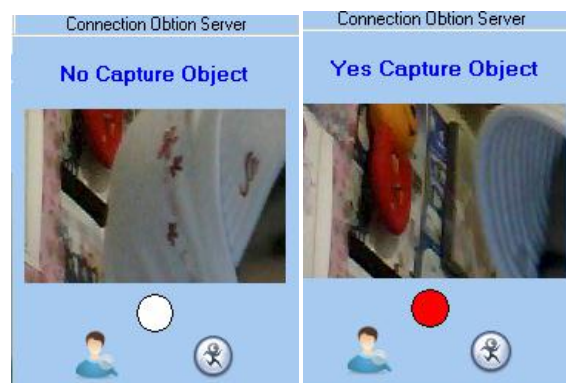 Connection Obtion Server
No Capture Object
Connection Obtion Server
Yes Capture Object